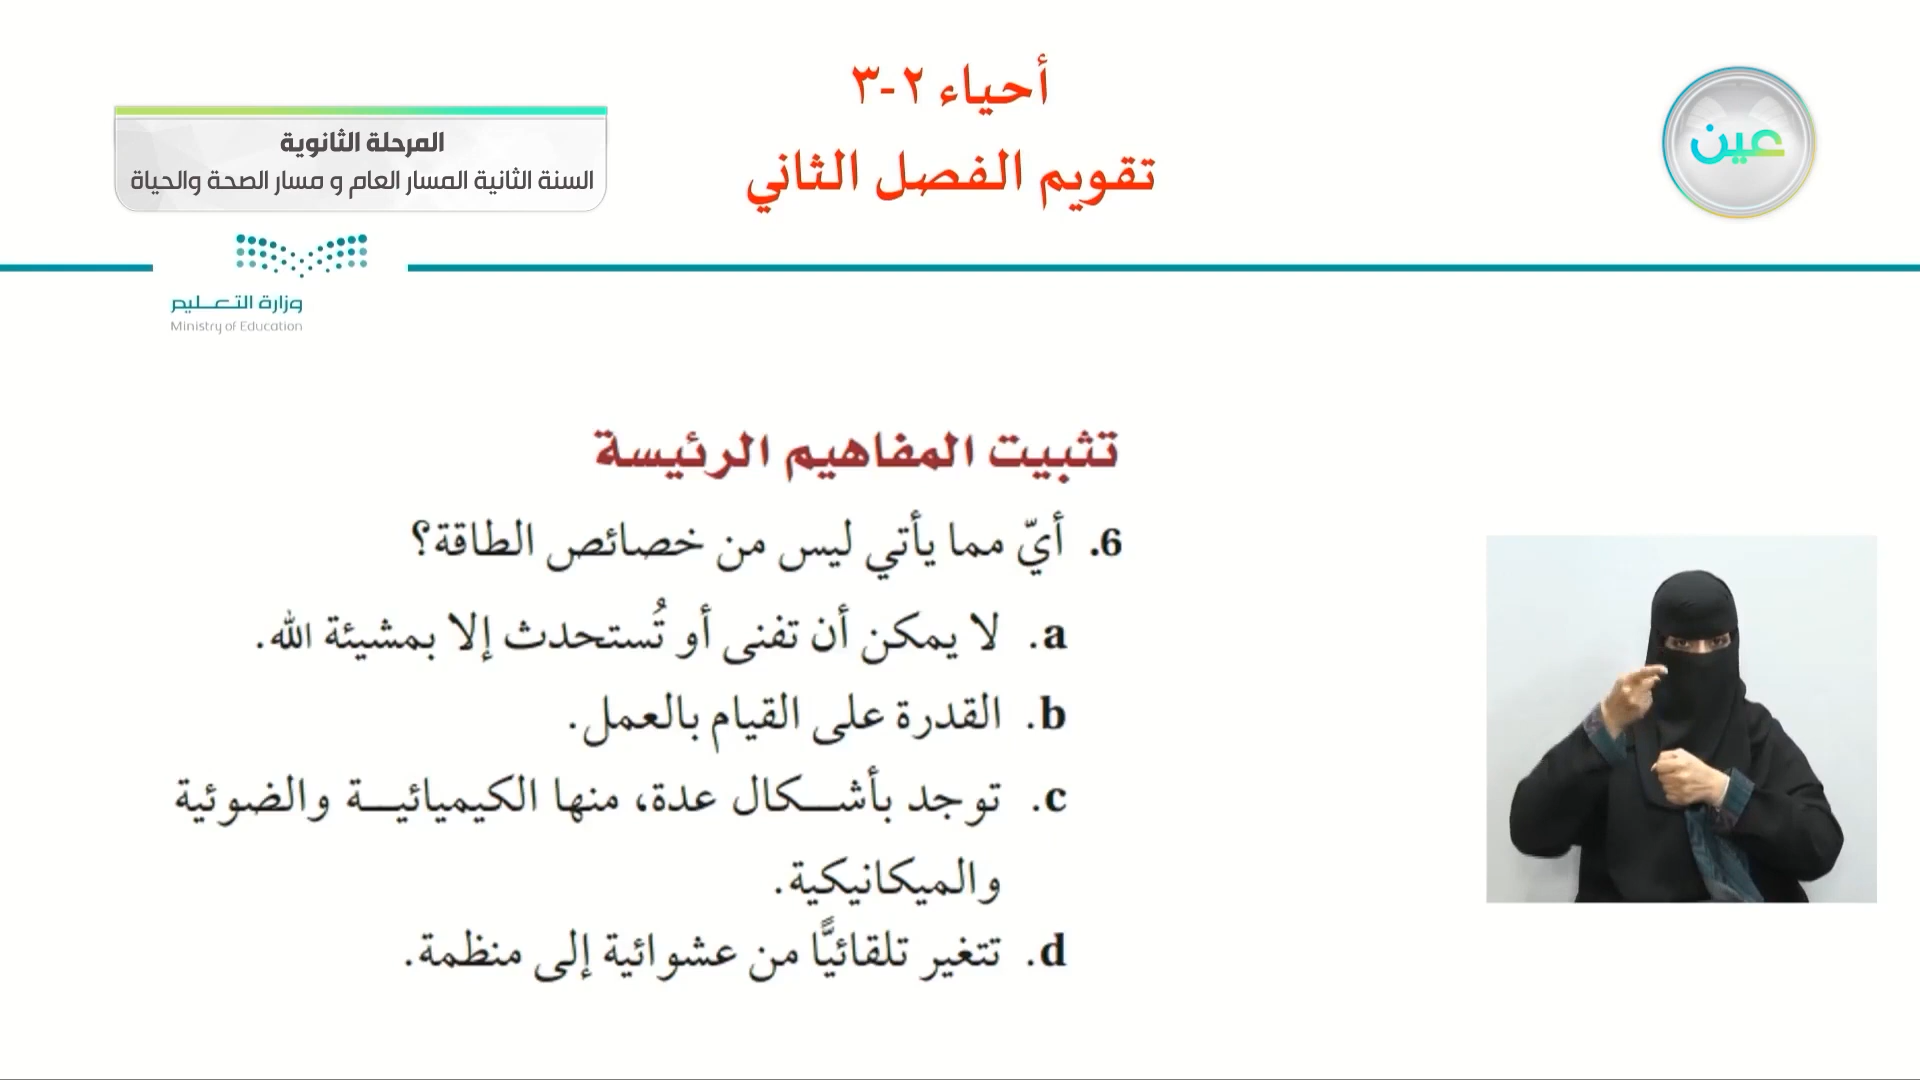 أحياء ٢-٣
تقويم الفصل الثاني
عين
المرحلة الثانوية
السنة الثانية المسار العام و مسار الصحة والحياة
وزارة التعليم
Ministry of Education
تثبيت المفاهيم الرئيسة
6. أيّ مما يأتي ليس من خصائص الطاقة؟
a. لا يمكن أن تفنى أو تُستحدث إلا بمشيئة الله.
b. القدرة على القيام بالعمل.
c. توجد بأشكال عدة، منها الكيميائية والضوئية
والميكانيكية.
d. تتغير تلقائيًّا من عشوائية إلى منظمة.